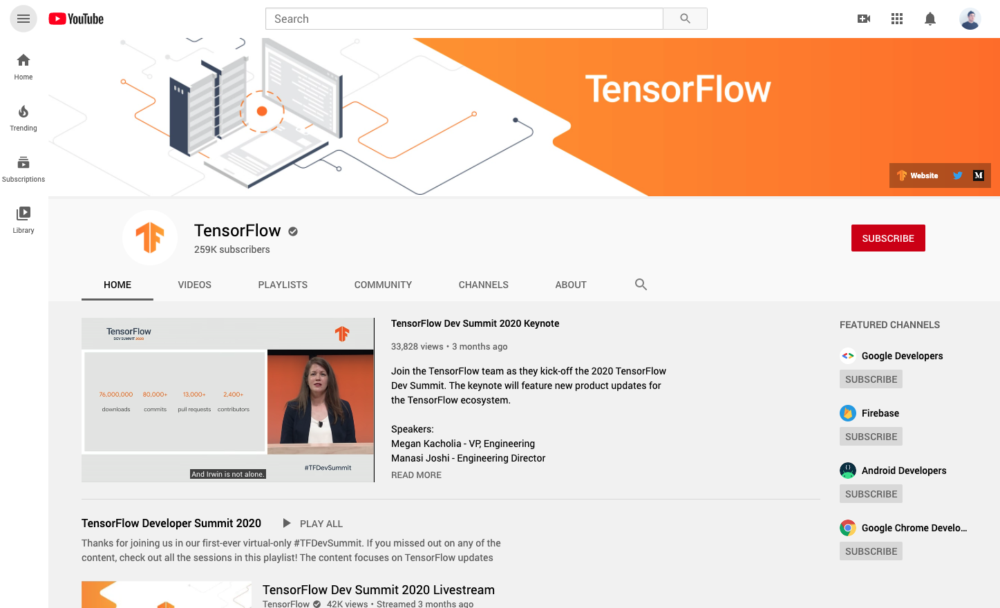 YouTube
Search
Home
Trending
Subscriptions
Library
TensorFlow
Website
M
TensorFlow
259K subscribers
SUBSCRIBE
HOME VIDEOS PLAYLISTS COMMUNITY CHANNELS ABOUT
TensorFlow
DEV SUMMIT 2020
76,000,000 80,000+ 13,000+ 2,400+
downloads commits pull requests contributors
#TFDevSummit
And Irwin is not alone.
TensorFlow Dev Summit 2020 Keynote
33,828 views • 3 months ago
Join the TensorFlow team as they kick-off the 2020 TensorFlow
Dev Summit. The keynote will feature new product updates for
the TensorFlow ecosystem.
Speakers:
Megan Kacholia - VP, Engineering
Manasi Joshi - Engineering Director
READ MORE
FEATURED CHANNELS
Google Developers
SUBSCRIBE
Firebase
SUBSCRIBE
Android Developers
SUBSCRIBE
Google Chrome Develo...
SUBSCRIBE
TensorFlow Developer Summit 2020 PLAY ALL
Thanks for joining us in our first-ever virtual-only #TFDevSummit. If you missed out on any of the
content, check out all the sessions in this playlist! The content focuses on TensorFlow updates
TensorFlow Dev Summit 2020 Livestream
TensorFlow 42K views • Streamed 3 months ago